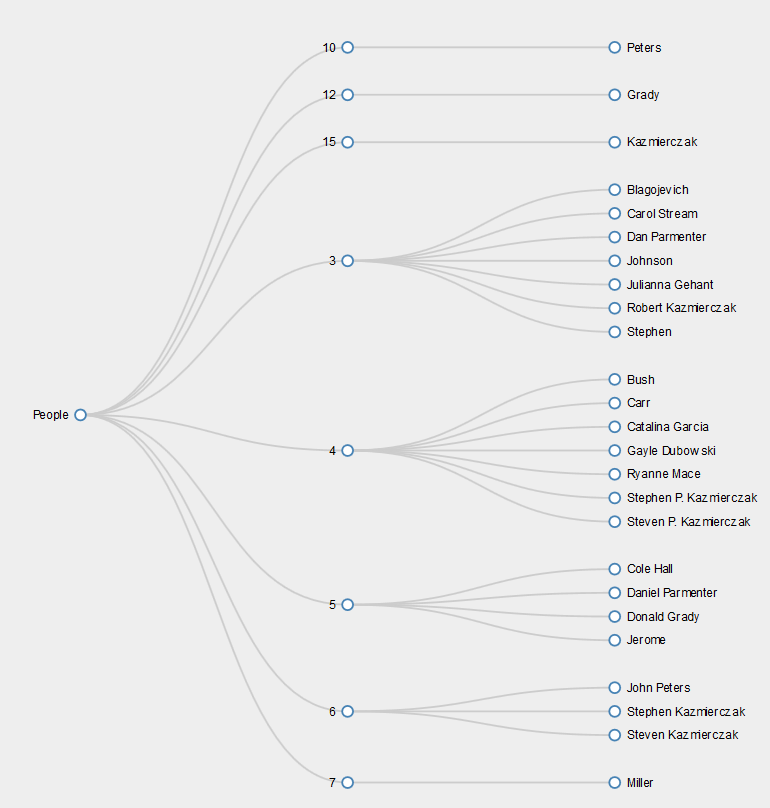 10
Peters
12
Grady
15
Kazmierczak
Blagojevich
Carol Stream
Dan Parmenter
3
Johnson
Julianna Gehant
Robert Kazmierczak
Stephen
Bush
Carr
People
Catalina Garcia
4
Gayle Dubowski
Ryanne Mace
Stephen P. Kazmierczak
Steven P. Kazmierczak
Cole Hall
Daniel Parmenter
5
Donald Grady
Jerome
John Peters
6
Stephen Kazmierczak
Steven Kazmierczak
7
Miller